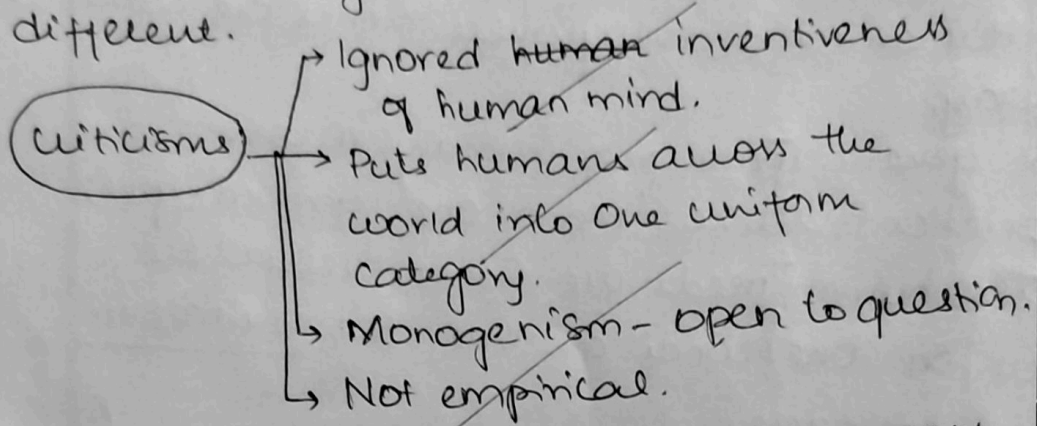 different.
→ Ignored human inventiveness
of human mind.
Criticisms → Puts humans across the
world into One uniform
category.
→ Monogenism - open to question.
→ Not empirical.